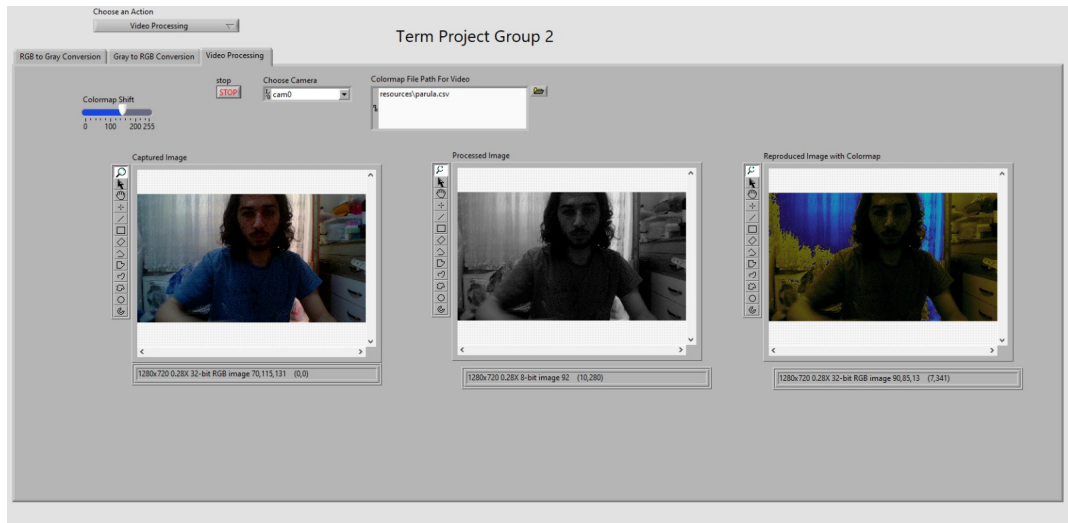 Choose an Action
Video Processing
Term Project Group 2
RGB to Gray Conversion
Gray to RGB Conversion
Video Processing
stop
STOP!
Choose Camera
cam0
Colormap File Path For Video
resources\parula.csv
Colormap Shift
0 100 200 255
Captured Image
1280x720 0.28X 32-bit RGB image 70,115,131 (0,0)
Processed Image
1280x720 0.28X 8-bit image 92 (10,280)
Reproduced Image with Colormap
1280x720 0.28X 32-bit RGB image 90,85,13 (7,341)